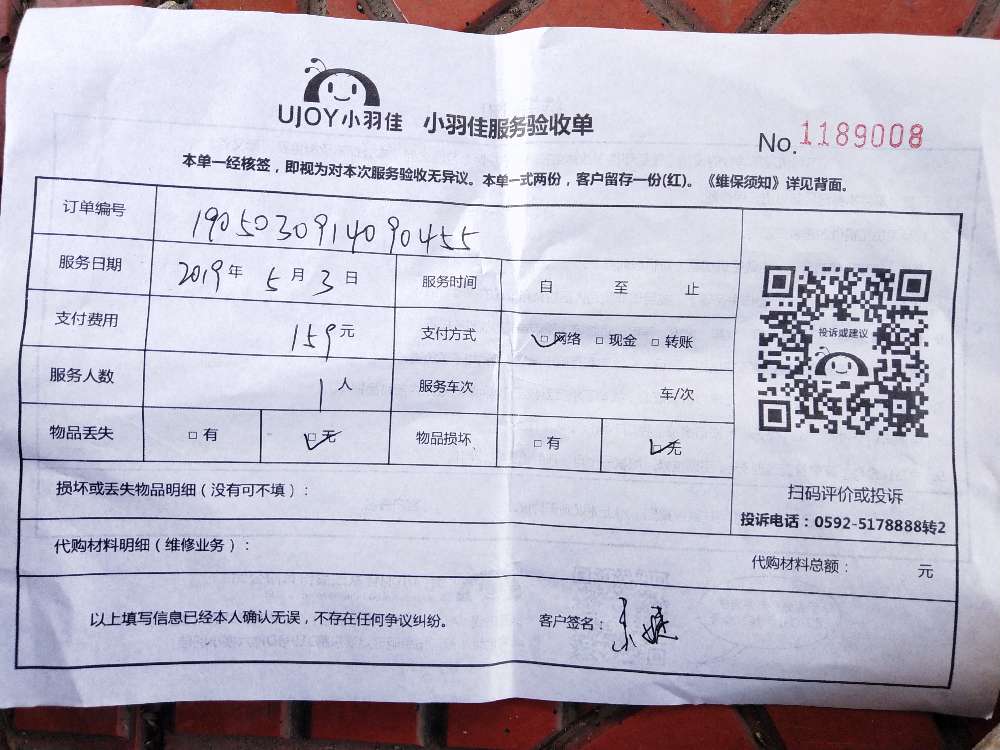 UJOY小羽佳 小羽佳服务验收单
No.1189008
本单一经核签，即视为对本次服务验收无异议。本单一式两份，客户留存一份(红)。《维保须知》详见背面。
订单编号 1905030914090455
服务日期 2019年 5月 3日 服务时间 自 至 止
支付费用 159元 支付方式 □网络 □现金 □转账
服务人数 1人 服务车次 车/次
物品丢失 □有 □无 物品损坏 □有 □无
投诉或建议
扫码评价或投诉
投诉电话：0592-5178888转2
损坏或丢失物品明细（没有可不填）：
代购材料明细（维修业务）： 代购材料总额： 元
以上填写信息已经本人确认无误，不存在任何争议纠纷。 客户签名：